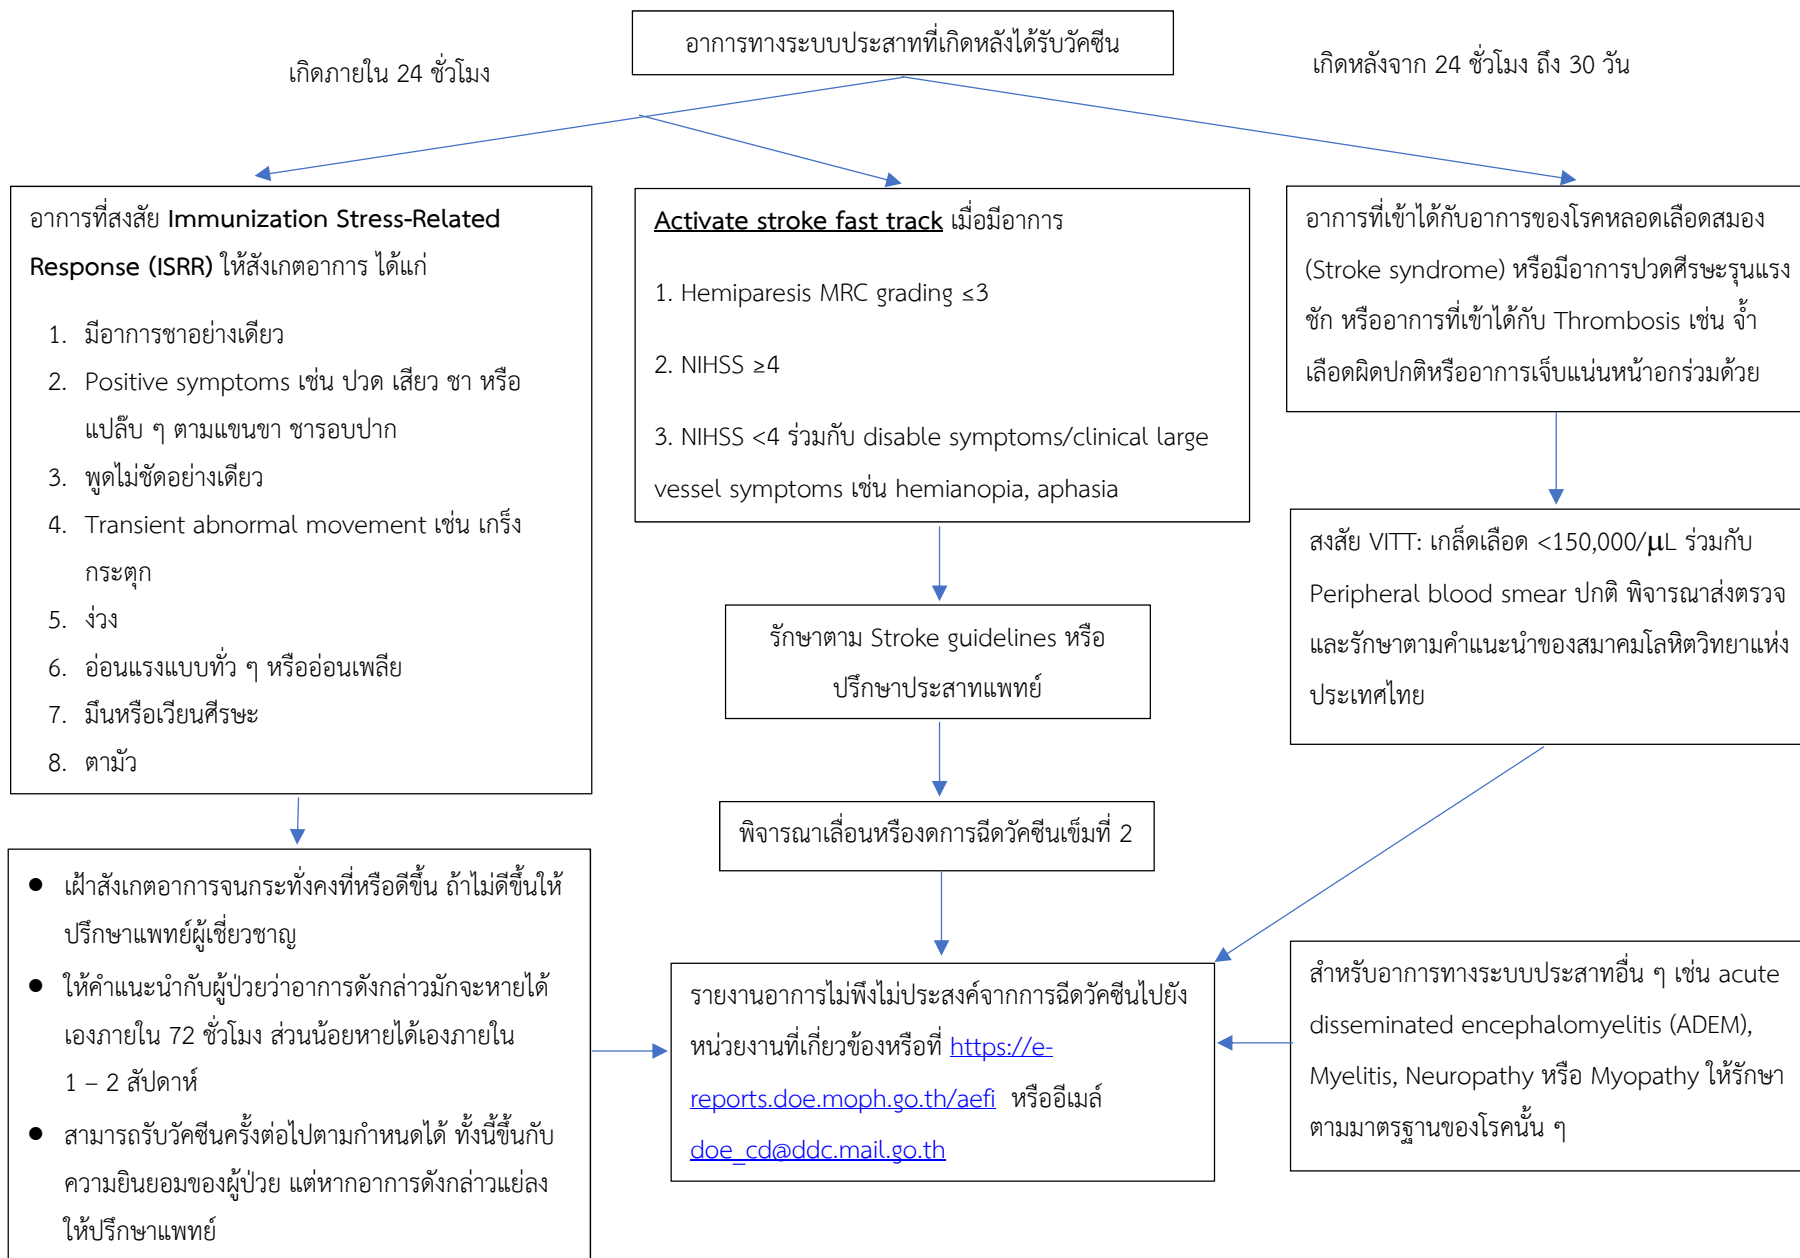 อาการทางระบบประสาทที่เกิดหลังได้รับวัคซีน
เกิดภายใน 24 ชั่วโมง
เกิดหลังจาก 24 ชั่วโมง ถึง 30 วัน
อาการที่สงสัย Immunization Stress-Related
Response (ISRR) ให้สังเกตอาการ ได้แก่
1. มีอาการชาอย่างเดียว
2. Positive symptoms เช่น ปวด เสียว ชา หรือ
แปล๊บ ๆ ตามแขนขา ชารอบปาก
3. พูดไม่ชัดอย่างเดียว
4. Transient abnormal movement เช่น เกร็ง
กระตุก
5. ง่วง
6. อ่อนแรงแบบทั่ว ๆ หรืออ่อนเพลีย
7. มึนหรือเวียนศีรษะ
8. ตามัว
Activate stroke fast track เมื่อมีอาการ
1. Hemiparesis MRC grading ≤3
2. NIHSS ≥4
3. NIHSS <4 ร่วมกับ disable symptoms/clinical large
vessel symptoms เช่น hemianopia, aphasia
อาการที่เข้าได้กับอาการของโรคหลอดเลือดสมอง
(Stroke syndrome) หรือมีอาการปวดศีรษะรุนแรง
ชัก หรืออาการที่เข้าได้กับ Thrombosis เช่น จ้ำ
เลือดผิดปกติหรืออาการเจ็บแน่นหน้าอกร่วมด้วย
สงสัย VITT: เกล็ดเลือด <150,000/μL ร่วมกับ
Peripheral blood smear ปกติ พิจารณาส่งตรวจ
และรักษาตามคำแนะนำของสมาคมโลหิตวิทยาแห่ง
ประเทศไทย
รักษาตาม Stroke guidelines หรือ
ปรึกษาประสาทแพทย์
พิจารณาเลื่อนหรืองดการฉีดวัคซีนเข็มที่ 2
● เฝ้าสังเกตอาการจนกระทั่งคงที่หรือดีขึ้น ถ้าไม่ดีขึ้นให้
ปรึกษาแพทย์ผู้เชี่ยวชาญ
● ให้คำแนะนำกับผู้ป่วยว่าอาการดังกล่าวมักจะหายได้
เองภายใน 72 ชั่วโมง ส่วนน้อยหายได้เองภายใน
1 – 2 สัปดาห์
● สามารถรับวัคซีนครั้งต่อไปตามกำหนดได้ ทั้งนี้ขึ้นกับ
ความยินยอมของผู้ป่วย แต่หากอาการดังกล่าวแย่ลง
ให้ปรึกษาแพทย์
รายงานอาการไม่พึงไม่ประสงค์จากการฉีดวัคซีนไปยัง
หน่วยงานที่เกี่ยวข้องหรือที่ https://e-
reports.doe.moph.go.th/aefi หรืออีเมล์
doe_cd@ddc.mail.go.th
สำหรับอาการทางระบบประสาทอื่น ๆ เช่น acute
disseminated encephalomyelitis (ADEM),
Myelitis, Neuropathy หรือ Myopathy ให้รักษา
ตามมาตรฐานของโรคนั้น ๆ